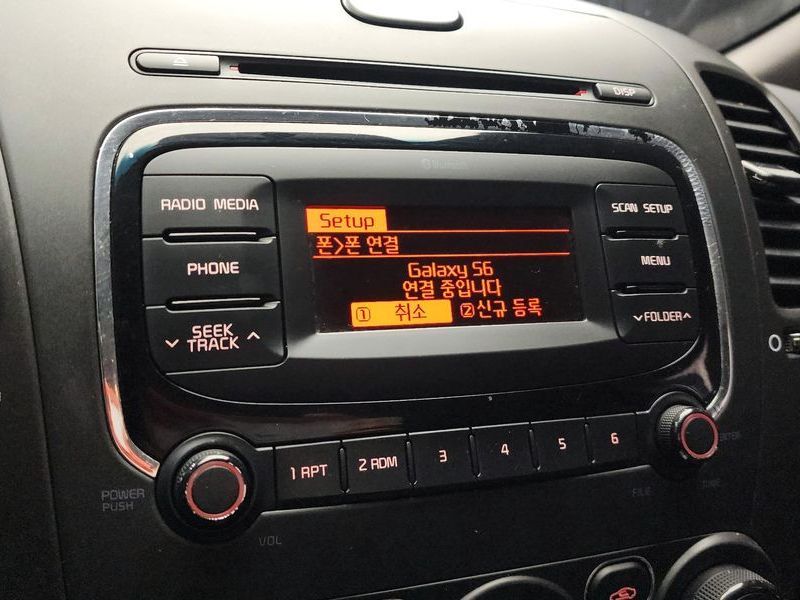 DISP
Bluetooth
RADIO MEDIA
PHONE
SEEK
TRACK
Setup
폰>폰 연결
Galaxy S6
연결 중입니다
① 취소 ②신규 등록
SCAN SETUP
MENU
FOLDER
1 RPT
2 RDM
3
4
5
6
POWER
PUSH
VOL
FILE
TUNE